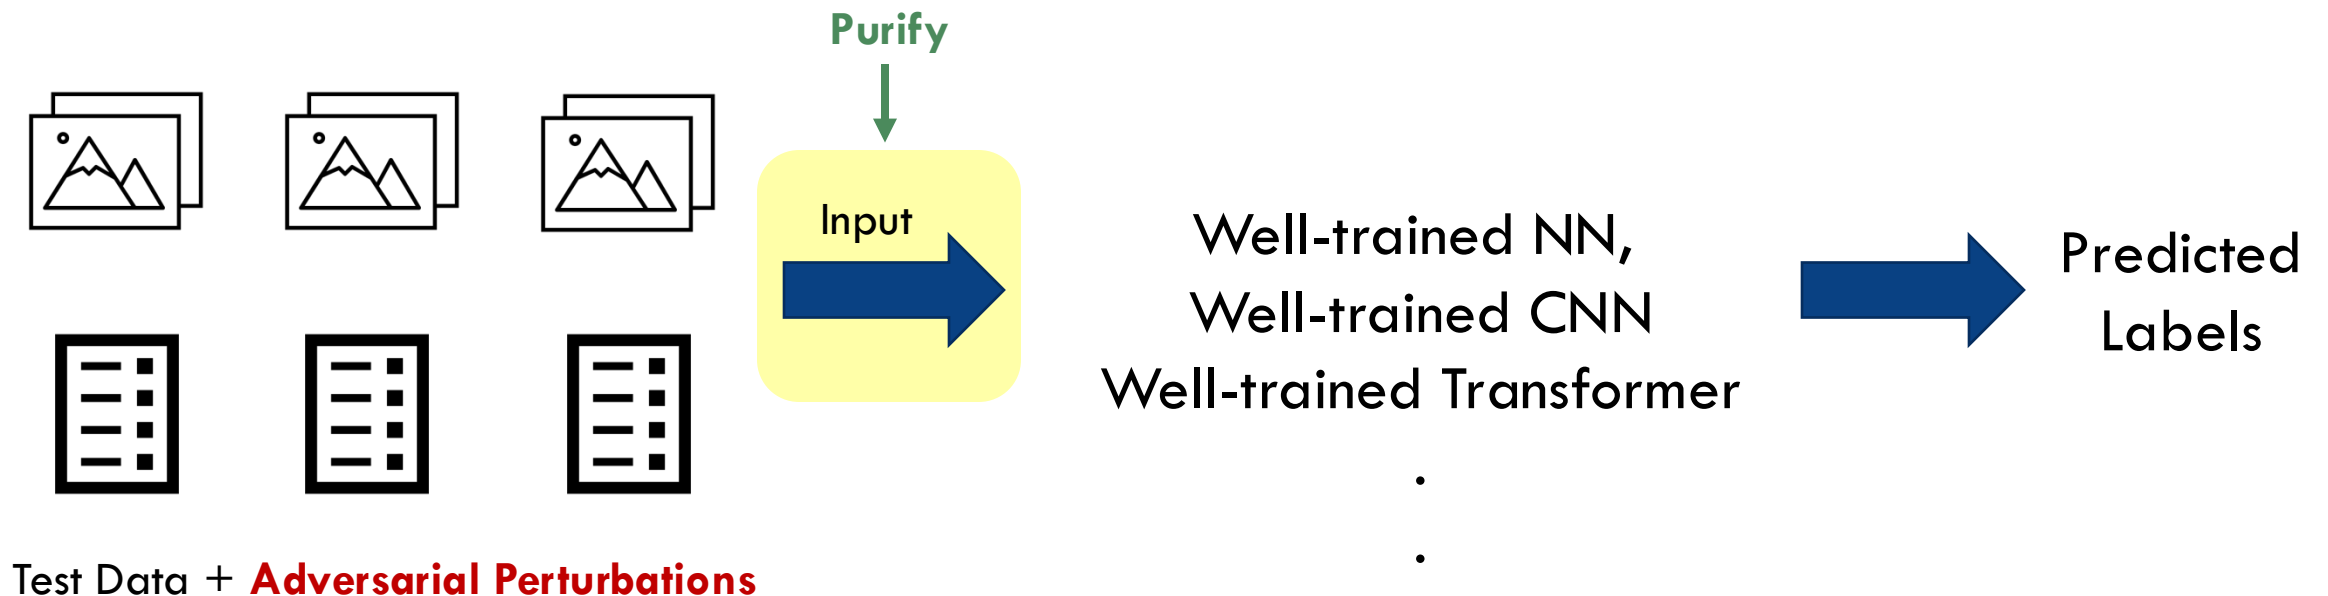 Purify
Input
Well-trained NN,
Well-trained CNN
Well-trained Transformer
.
.
Predicted
Labels
Test Data + Adversarial Perturbations